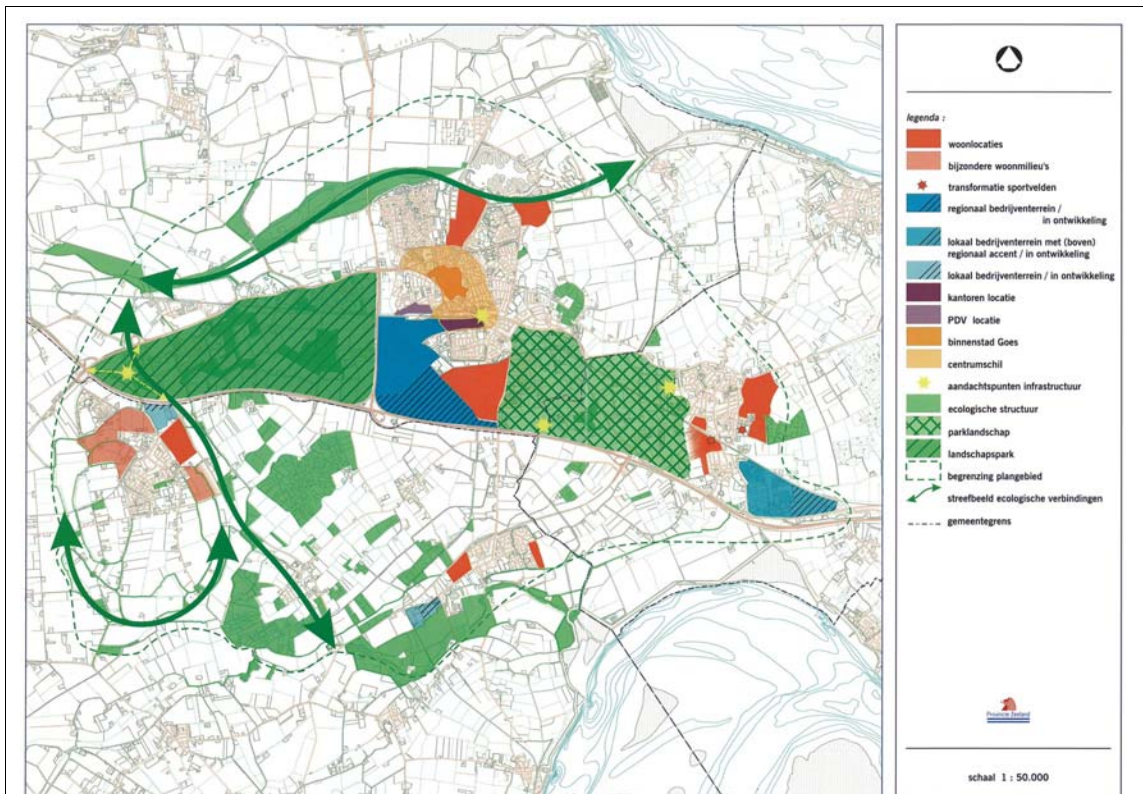 legenda :
woonlocaties
bijzondere woonmilieu's
transformatie sportvelden
regionaal bedrijventerrein /
in ontwikkeling
lokaal bedrijventerrein met (boven)
regionaal accent / in ontwikkeling
lokaal bedrijventerrein / in ontwikkeling
kantoren locatie
PDV locatie
binnenstad Goes
centrumschil
aandachtspunten infrastructuur
ecologische structuur
parklandschap
landschapspark
begrenzing plangebied
streefbeeld ecologische verbindingen
gemeentegrens
Provincie Zeeland
schaal 1 : 50.000